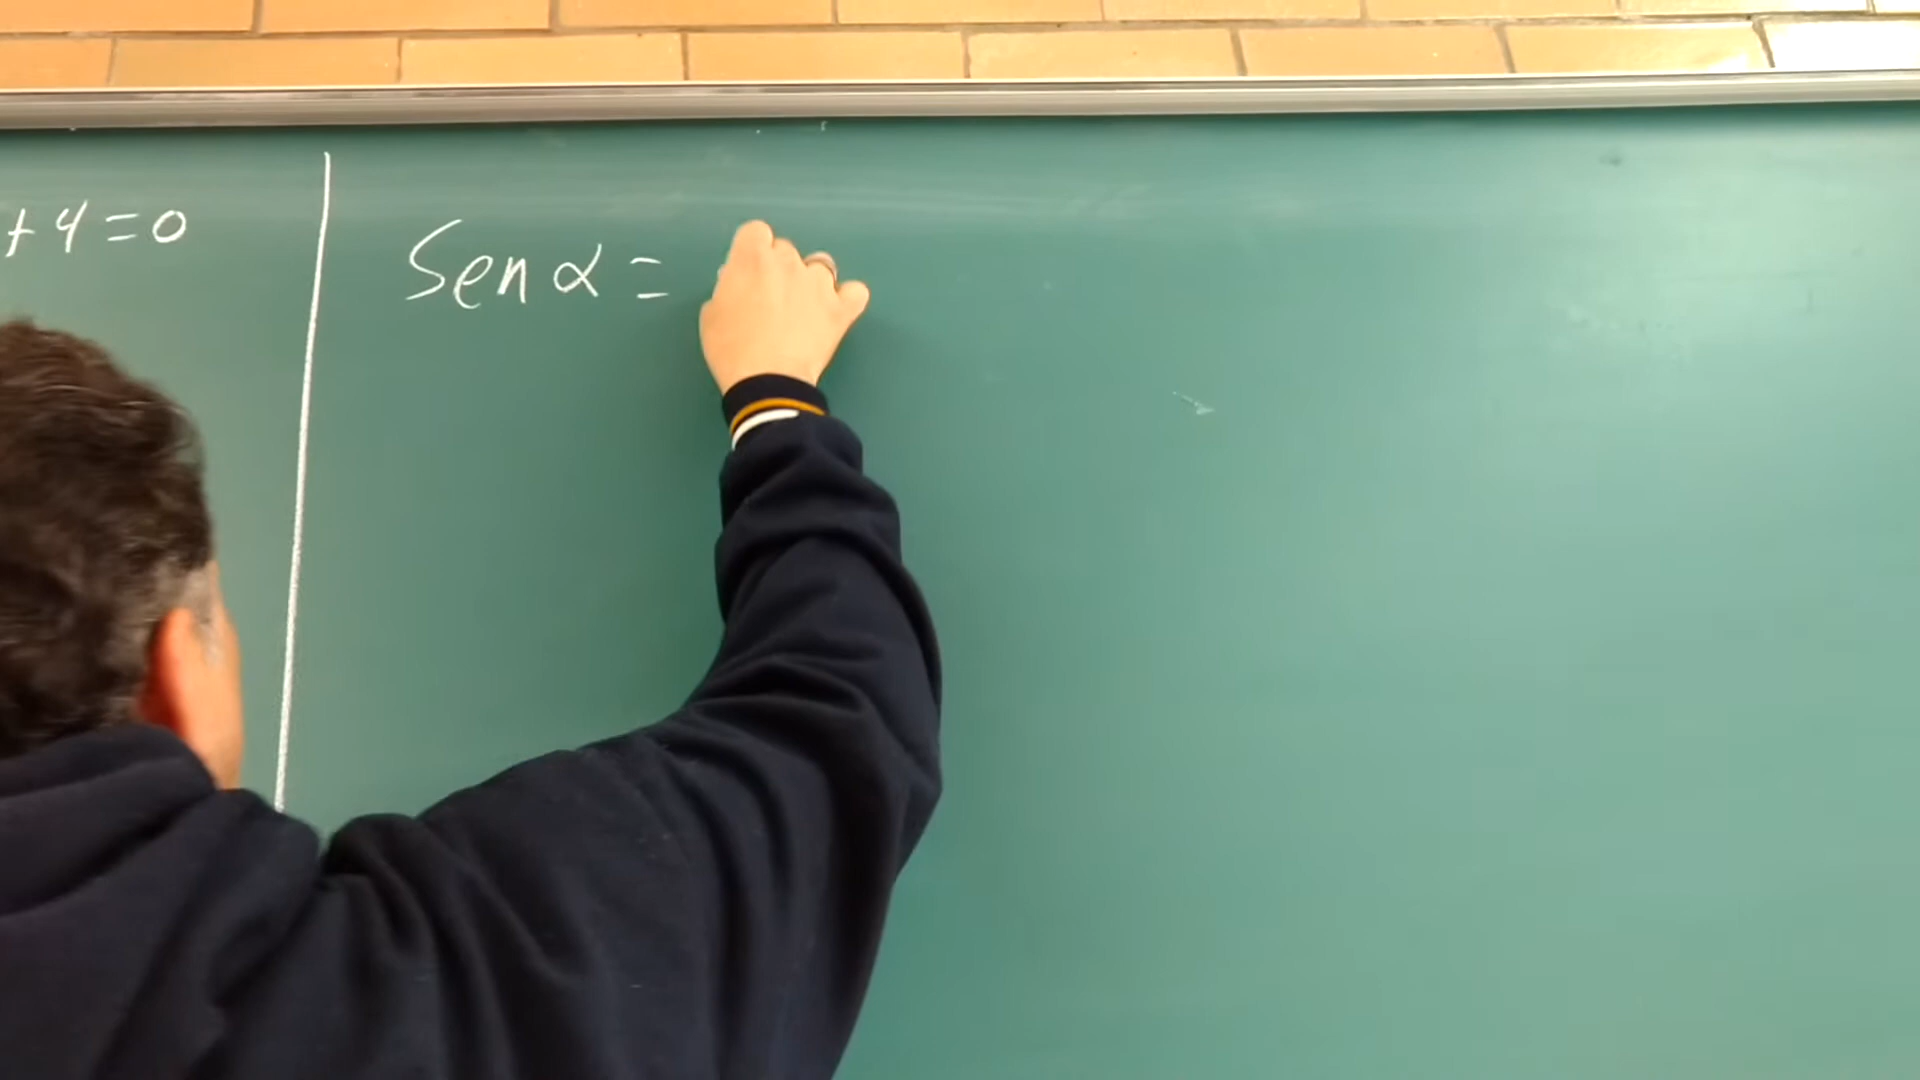 +4=0
Sen α =